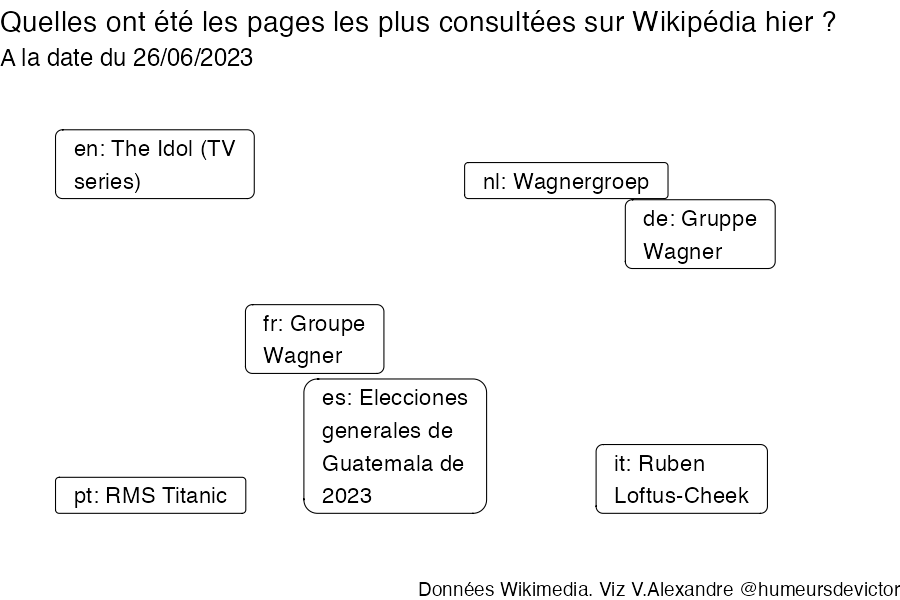 Quelles ont été les pages les plus consultées sur Wikipédia hier ?
A la date du 26/06/2023
en: The Idol (TV
series)
nl: Wagnergroep
de: Gruppe
Wagner
fr: Groupe
Wagner
es: Elecciones
generales de
Guatemala de
2023
pt: RMS Titanic
it: Ruben
Loftus-Cheek
Données Wikimedia. Viz V.Alexandre @humeursdevictor